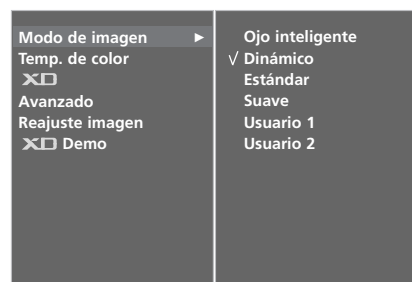 Modo de imagen ►
Temp. de color
XD
Avanzado
Reajuste imagen
XD Demo
Ojo inteligente
√ Dinámico
Estándar
Suave
Usuario 1
Usuario 2